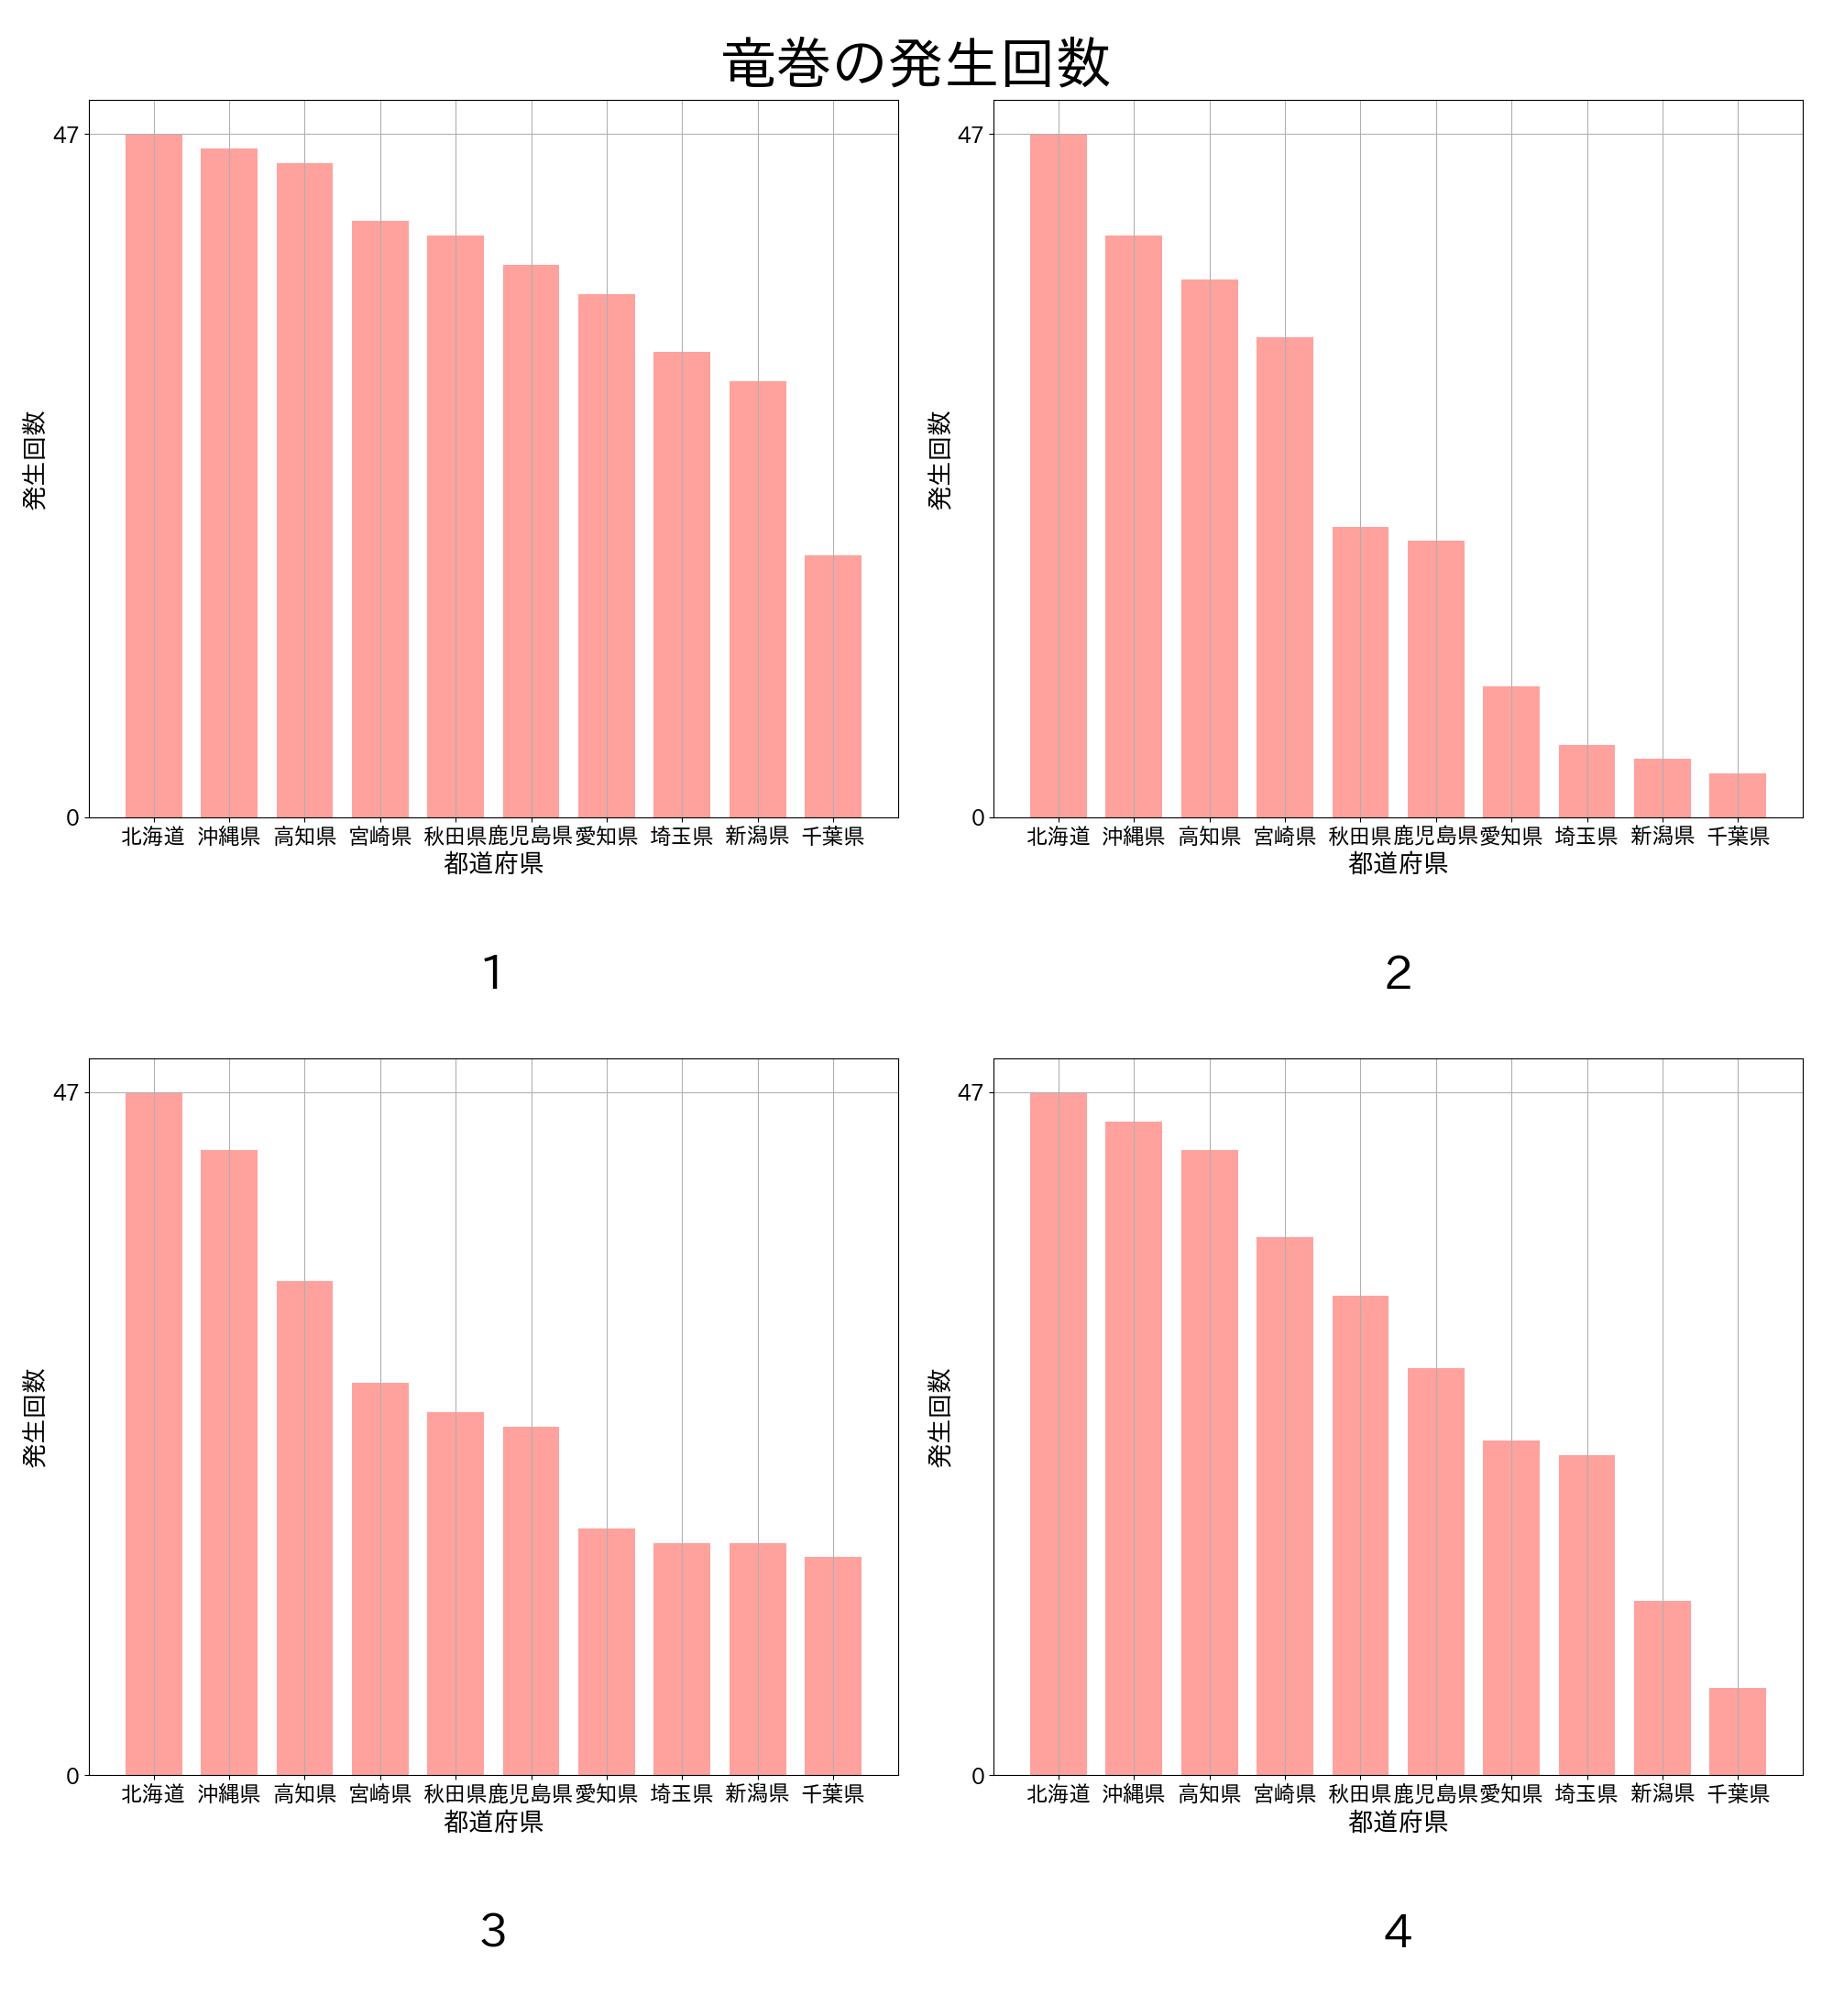 竜巻の発生回数
47
0
発生回数
北海道 沖縄県 高知県 宮崎県 秋田県 鹿児島県 愛知県 埼玉県 新潟県 千葉県
都道府県
1
47
0
発生回数
北海道 沖縄県 高知県 宮崎県 秋田県 鹿児島県 愛知県 埼玉県 新潟県 千葉県
都道府県
2
47
0
発生回数
北海道 沖縄県 高知県 宮崎県 秋田県 鹿児島県 愛知県 埼玉県 新潟県 千葉県
都道府県
3
47
0
発生回数
北海道 沖縄県 高知県 宮崎県 秋田県 鹿児島県 愛知県 埼玉県 新潟県 千葉県
都道府県
4